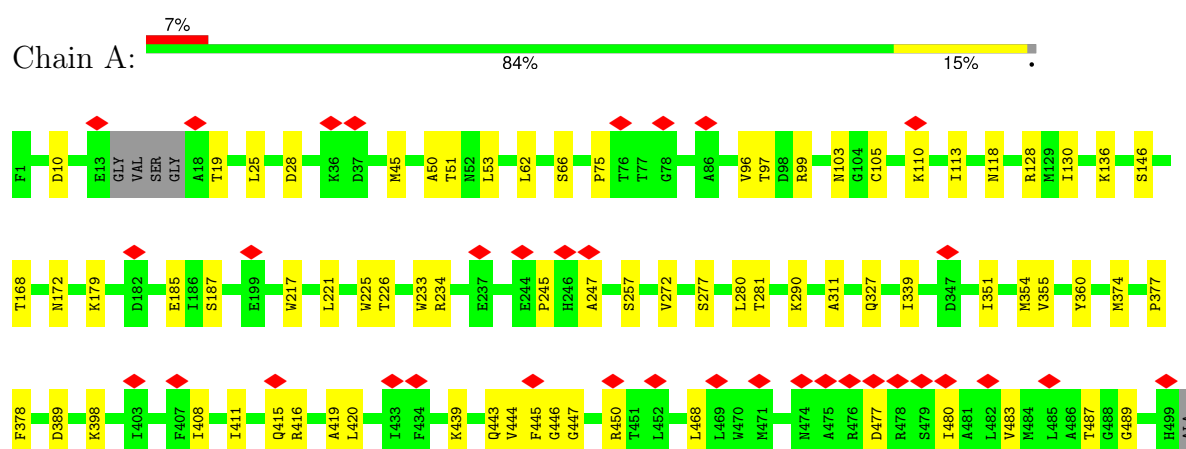 7%
Chain A:
84% 15% •
F1 D10 E13 GLY VAL SER GLY A18 T19 L25 D28 K36 D37 M45 A50 T51 N52 L53 L62 S66 P75 T76 T77 G78 A86 V96 T97 D98 R99 N103 G104 C105 K110 I113 N118 R128 M129 I130 K136 S146
T168 N172 K179 D182 E185 I186 S187 E199 W217 L221 W225 T226 W233 R234 E237 E244 P245 H246 A247 S257 V272 S277 L280 T281 K290 A311 Q327 I339 D347 I351 M354 V355 Y360 M374 P377
F378 D389 K398 I403 F407 I408 I411 Q415 R416 A419 L420 I433 F434 K439 Q443 V444 F445 G446 G447 R450 T451 L452 L468 L469 W470 M471 N474 A475 R476 D477 R478 S479 I480 A481 L482 V483 M484 L485 A486 T487 G488 G489 H499 ALA